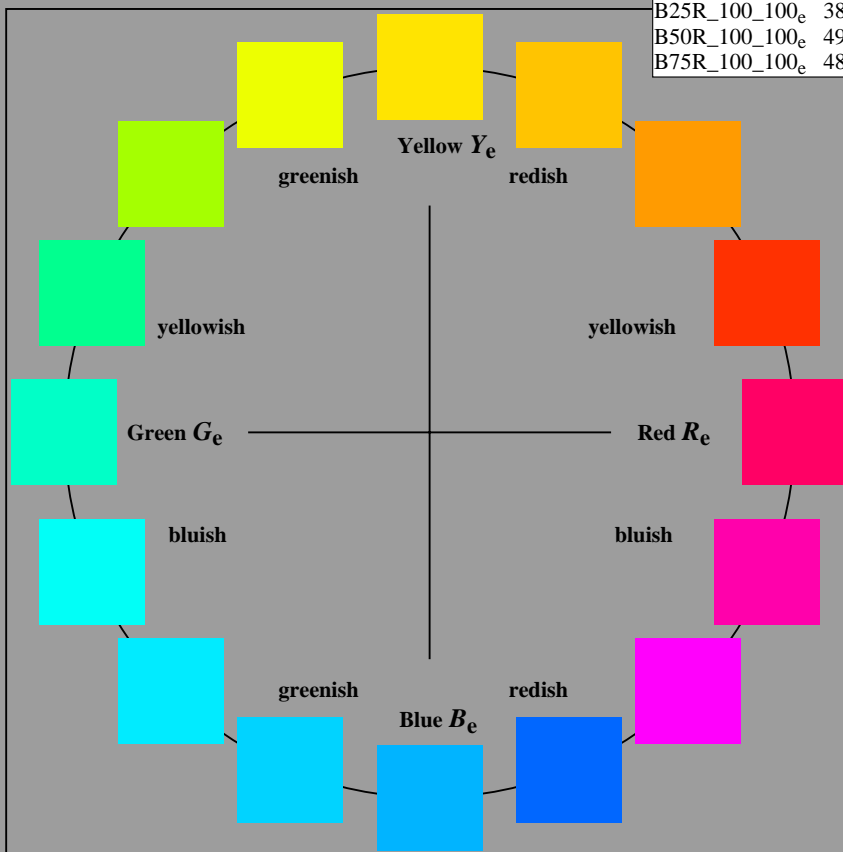 B25R_100_100e 38
B50R_100_100e 49
B75R_100_100e 48
Yellow Ye
greenish redish
yellowish yellowish
Green Ge Red Re
bluish bluish
greenish redish
Blue Be